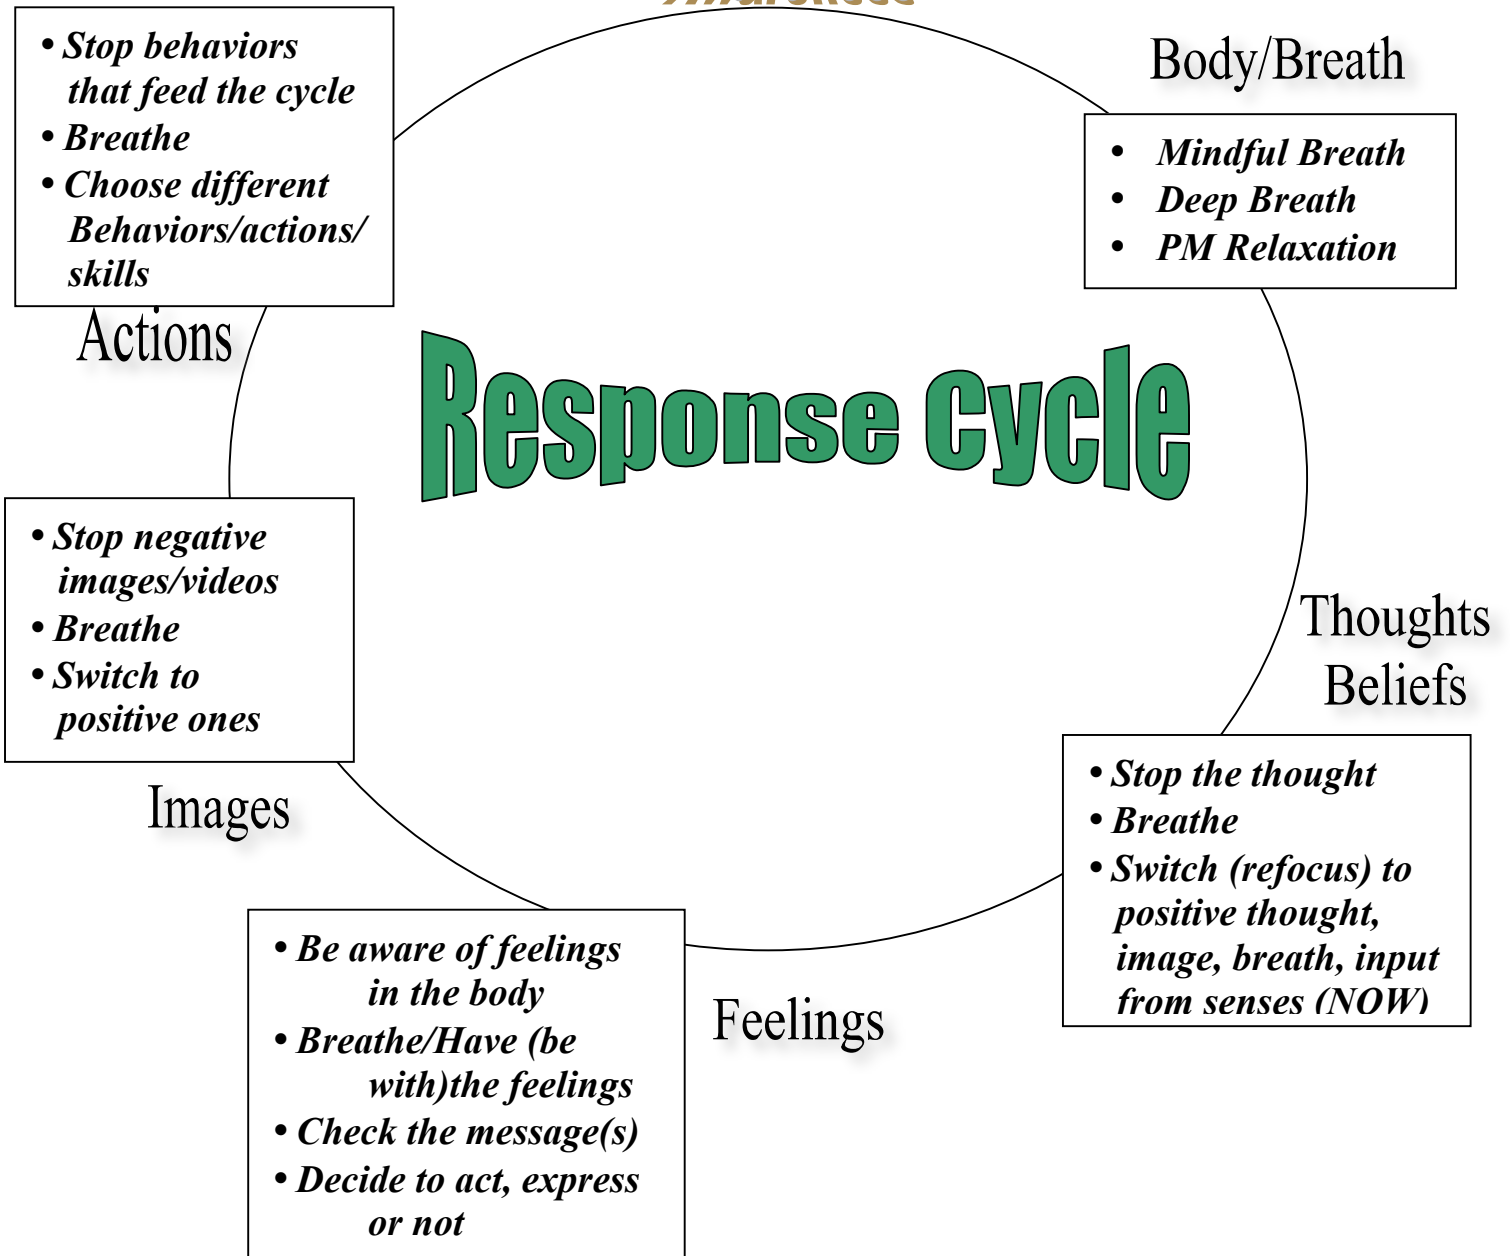 • Stop behaviors
that feed the cycle
• Breathe
• Choose different
Behaviors/actions/
skills
Actions
Body/Breath
• Mindful Breath
• Deep Breath
• PM Relaxation
Response Cycle
• Stop negative
images/videos
• Breathe
• Switch to
positive ones
Images
Thoughts
Beliefs
• Stop the thought
• Breathe
• Switch (refocus) to
positive thought,
image, breath, input
from senses (NOW)
• Be aware of feelings
in the body
• Breathe/Have (be
with)the feelings
• Check the message(s)
• Decide to act, express
or not
Feelings